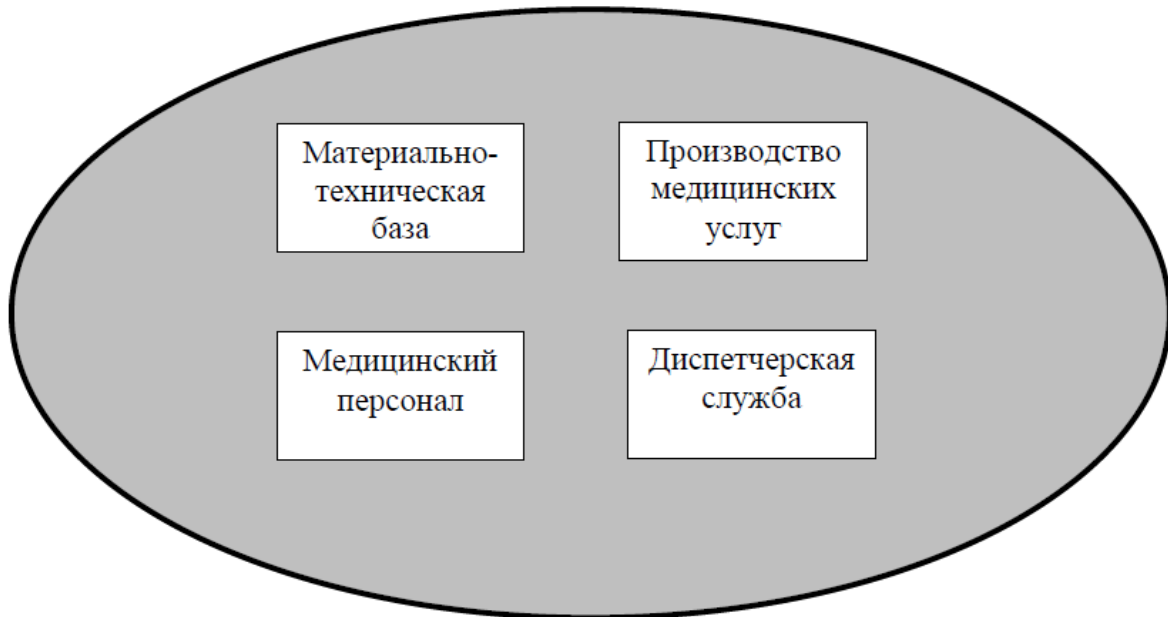 Материально-
техническая
база
Производство
медицинских
услуг
Медицинский
персонал
Диспетчерская
служба